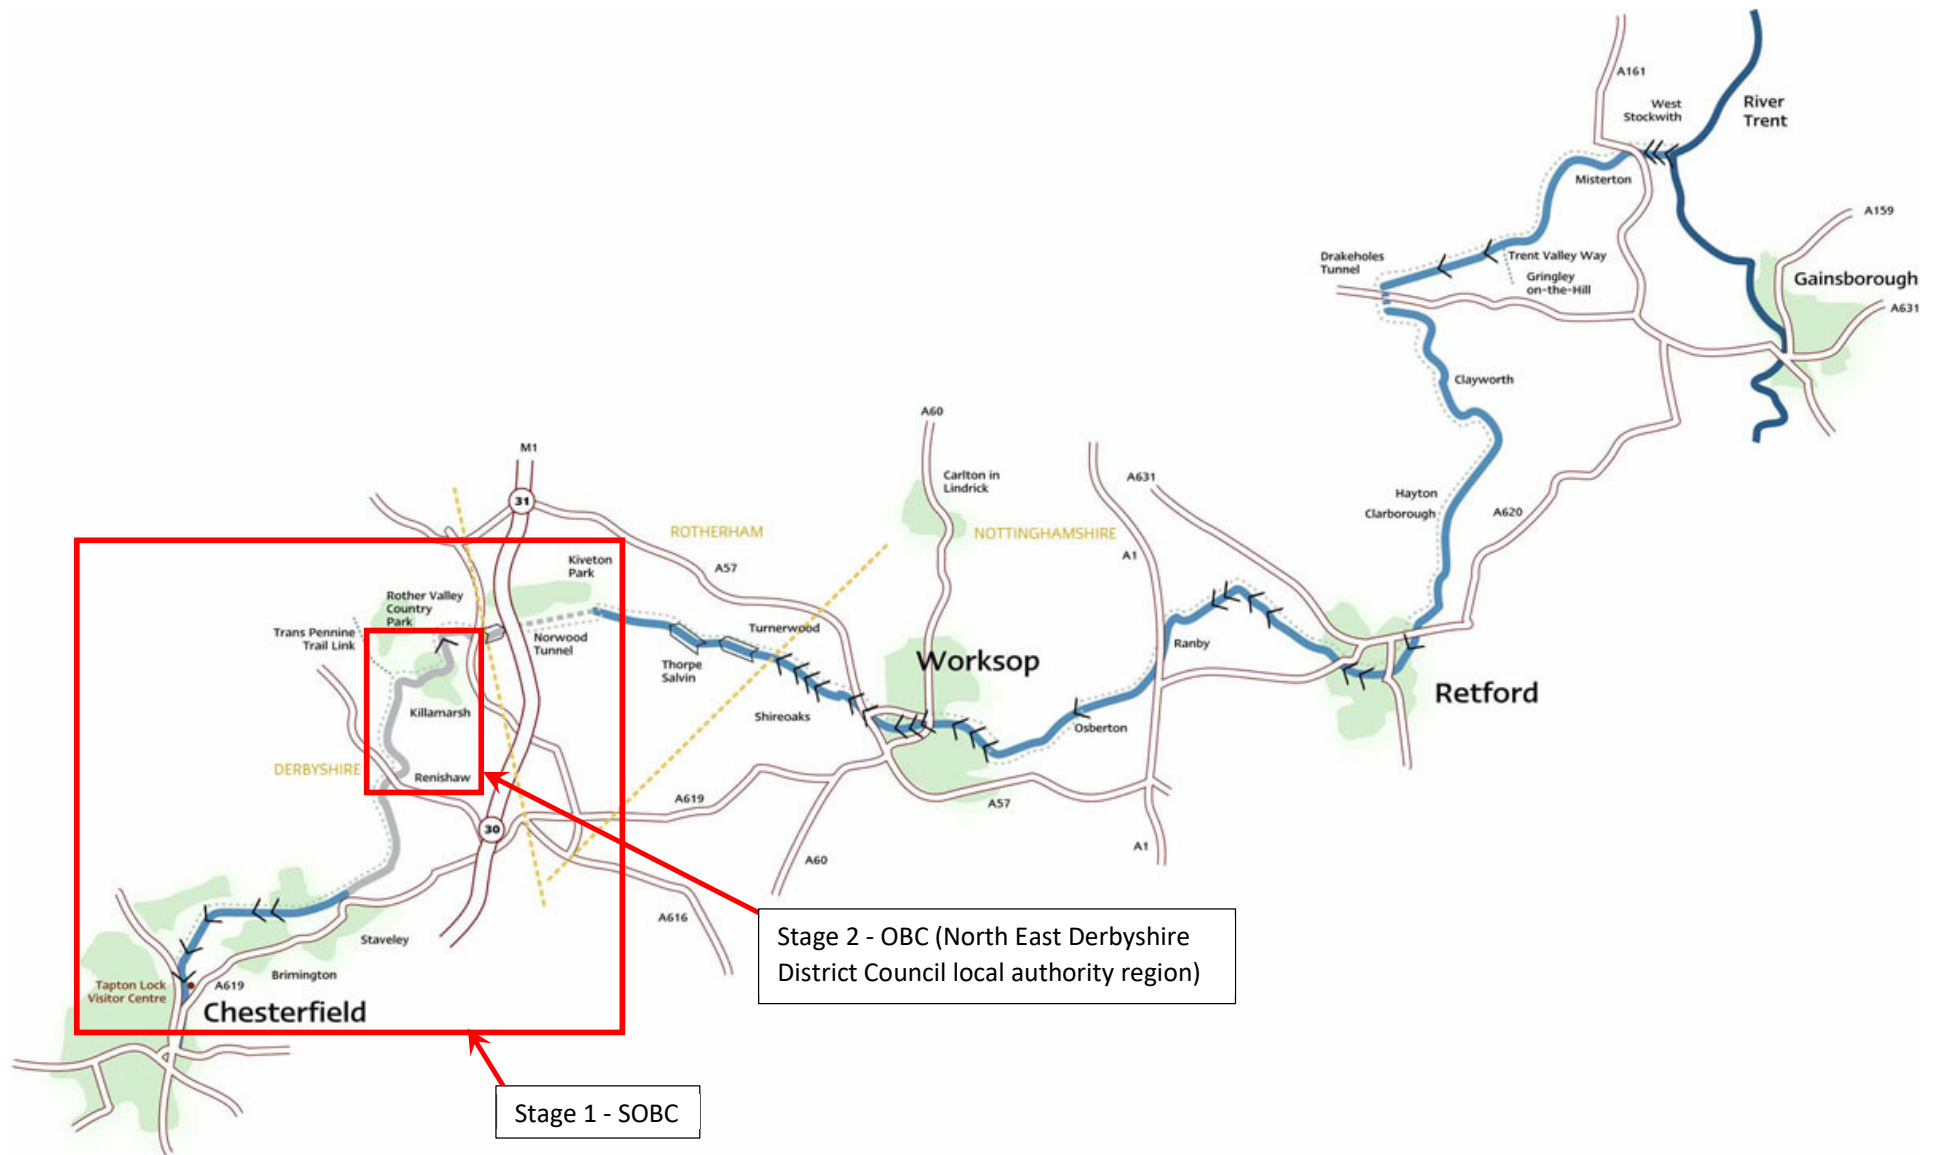 A161
West
Stockwith
River
Trent
Misterton
A159
Drakeholes
Tunnel
Trent Valley Way
Gringley
on-the-Hill
Gainsborough
A631
Clayworth
A60
M1
Carlton in
Lindrick
A631
Hayton
Clarborough
A620
31
ROTHERHAM
NOTTINGHAMSHIRE
A1
Kiveton
Park
A57
Rother Valley
Country
Park
Trans Pennine
Trail Link
Norwood
Tunnel
Turnerwood
Thorpe
Salvin
Worksop
Ranby
Retford
Killamarsh
Shireoaks
Osberton
DERBYSHIRE
Renishaw
A619
A57
30
A60
A1
A616
Staveley
Brimington
Tapton Lock
Visitor Centre
A619
Chesterfield
Stage 2 - OBC (North East Derbyshire
District Council local authority region)
Stage 1 - SOBC